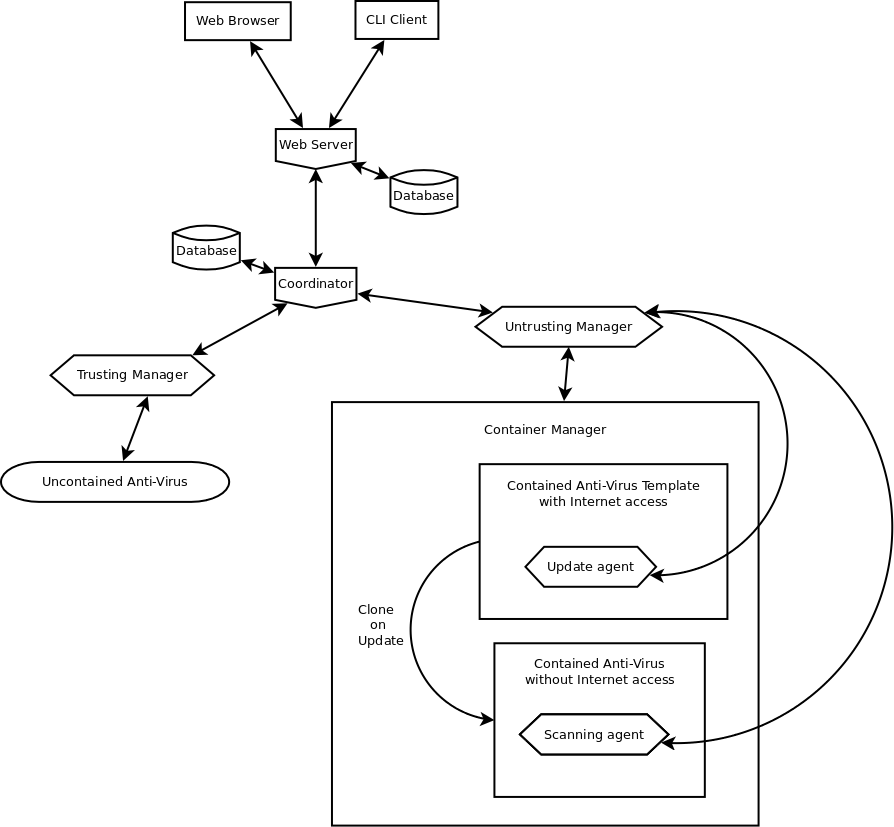 Web Browser
CLI Client
Web Server
Database
Database
Coordinator
Untrusting Manager
Trusting Manager
Container Manager
Uncontained Anti-Virus
Contained Anti-Virus Template
with Internet access
Update agent
Clone
on
Update
Contained Anti-Virus
without Internet access
Scanning agent